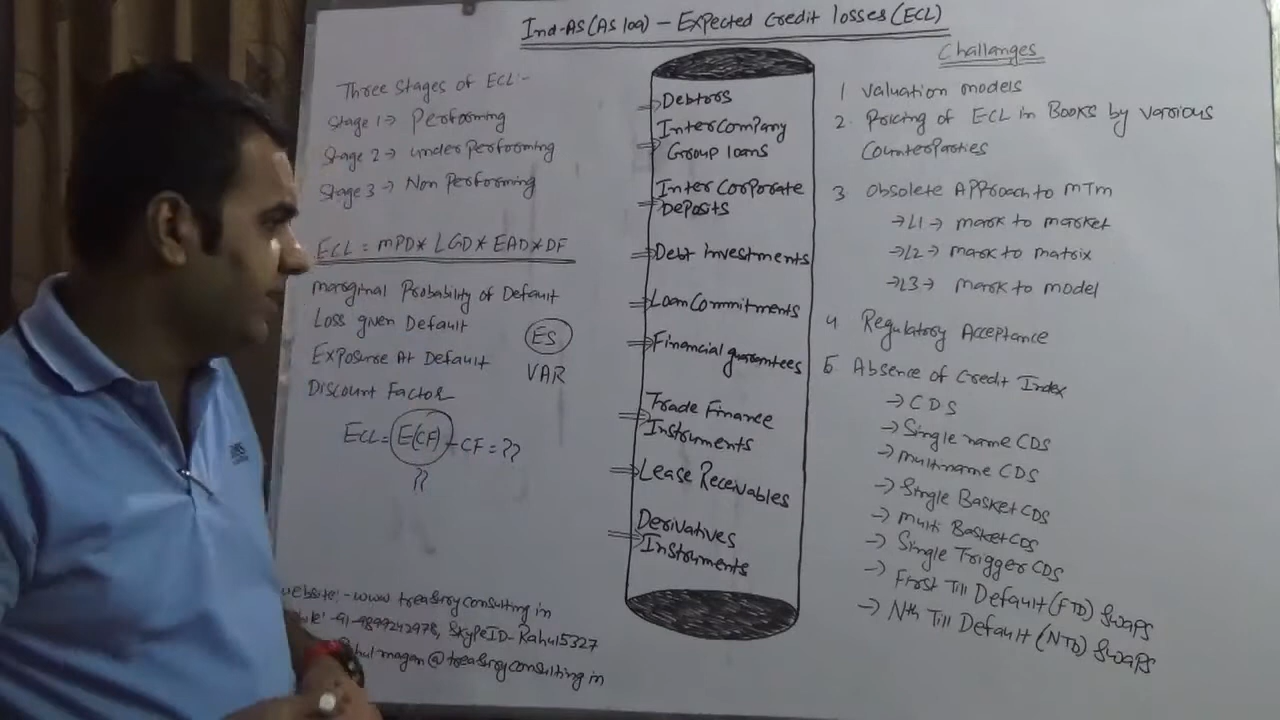 Ind-AS (AS 109) - Expected Credit losses (ECL)
Three Stages of ECL:-
Stage 1 → Performing
Stage 2 → underPerforming
Stage 3 → Non Performing
ECL = MPD* LGD* EAD* DF
Marginal Probability of Default
Loss given Default
Exposure At Default
Discount Factor
ES
VAR
ECL = E(CF) - CF = ??
??
website:- www treasuryconsulting in
+91-9899242978, SkypeID- Rahul5327
@treasuryconsulting in
Debtors
InterCompany
Group loans
Inter Corporate
Deposits
Debt investments
Loan Commitments
Financial guarantees
Trade Finance
Instruments
Lease Receivables
Derivatives
Instruments
Challanges
1 Valuation models
2. Pricing of ECL in Books by various
Counterparties
3 Obsolete Approach to MTM
→ L1 → mark to market
→ L2 → mark to matrix
→ L3 → mark to model
4 Regulatory Acceptance
5 Absence of Credit Index
→ CDS
→ Single name CDS
→ multiname CDS
→ Single Basket CDS
→ multi Basket CDS
→ Single Trigger CDS
→ First Till Default (FTD) Swaps
→ Nth Till Default (NTD) Swaps